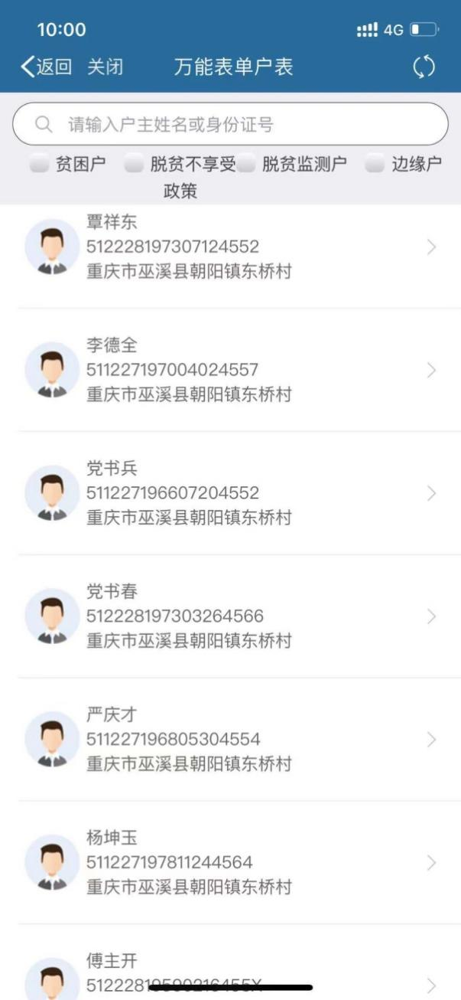 10:00 4G
返回 关闭 万能表单户表
请输入户主姓名或身份证号
贫困户 脱贫不享受政策 脱贫监测户 边缘户
覃祥东
512228197307124552
重庆市巫溪县朝阳镇东桥村
李德全
511227197004024557
重庆市巫溪县朝阳镇东桥村
党书兵
511227196607204552
重庆市巫溪县朝阳镇东桥村
党书春
512228197303264566
重庆市巫溪县朝阳镇东桥村
严庆才
511227196805304554
重庆市巫溪县朝阳镇东桥村
杨坤玉
511227197811244564
重庆市巫溪县朝阳镇东桥村
傅主开